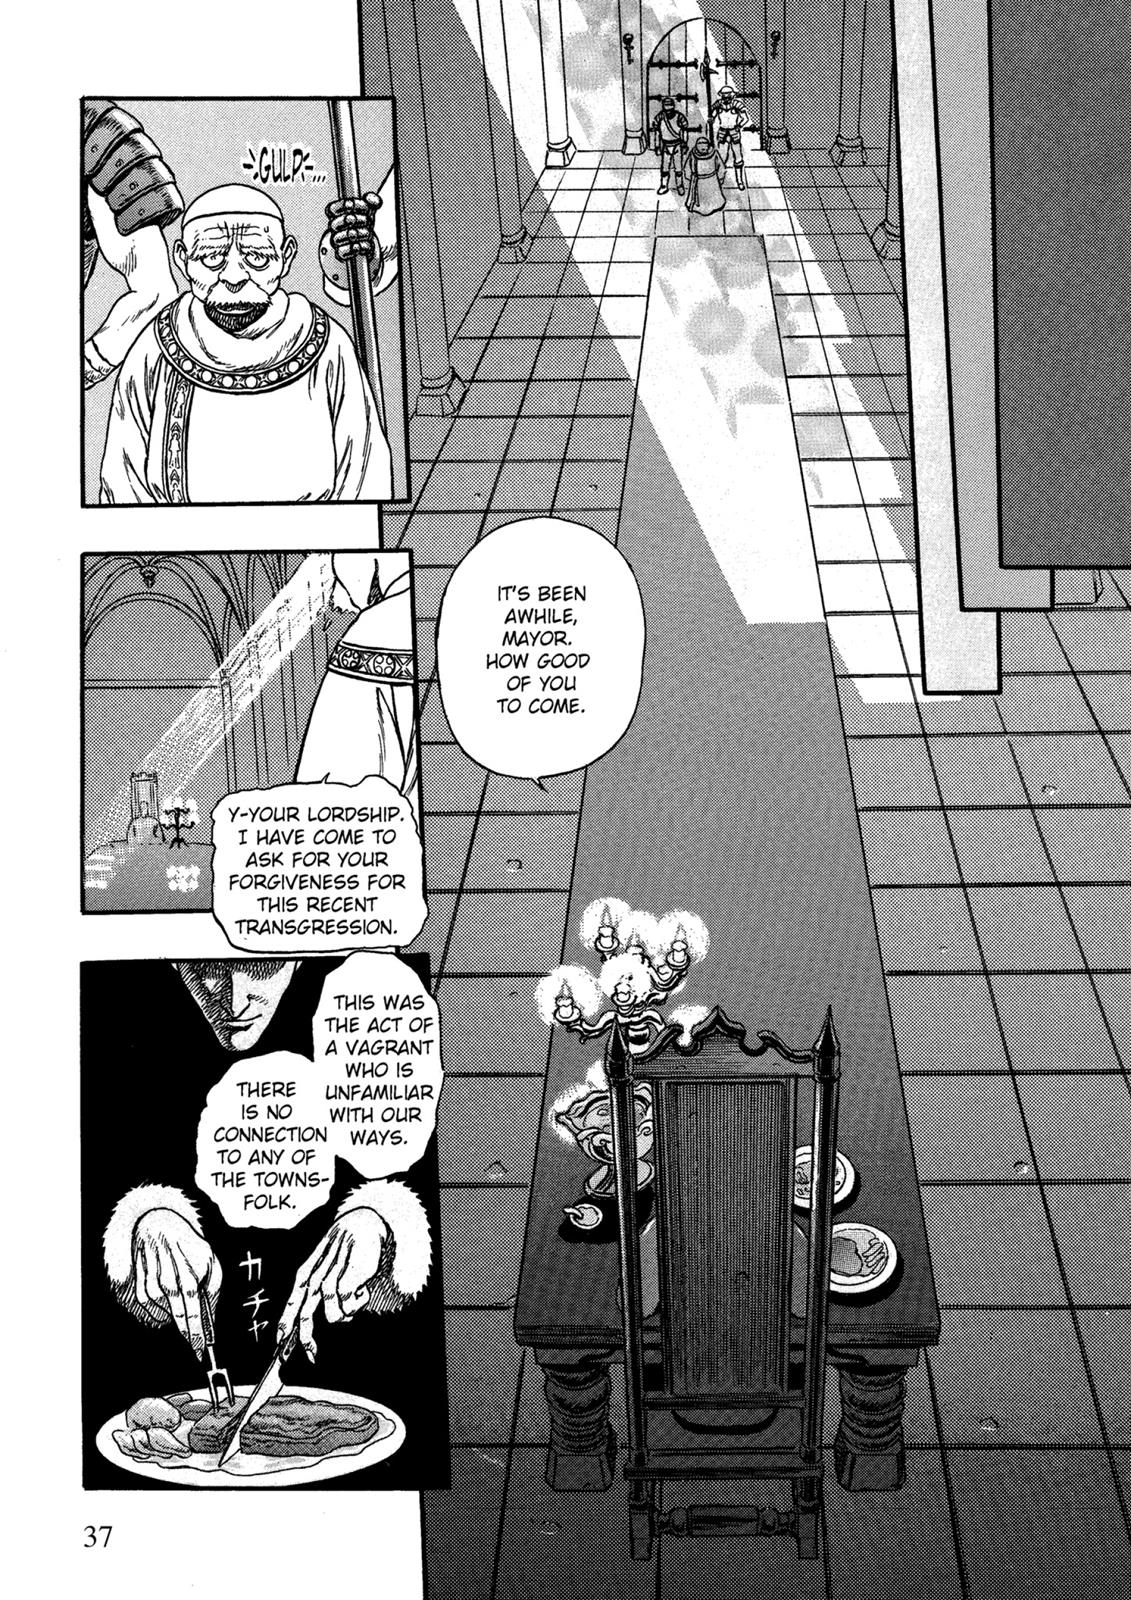 IT'S BEEN
AWHILE,
MAYOR.
HOW GOOD
OF YOU
TO COME.
GULP...
Y-YOUR LORDSHIP.
I HAVE COME TO
ASK FOR YOUR
FORGIVENESS FOR
THIS RECENT
TRANSGRESSION.
THIS WAS
THE ACT OF
A VAGRANT
WHO IS
UNFAMILIAR
WITH OUR
WAYS.
THERE
IS NO
CONNECTION
TO ANY OF
THE TOWNS-
FOLK.
カチャ
37